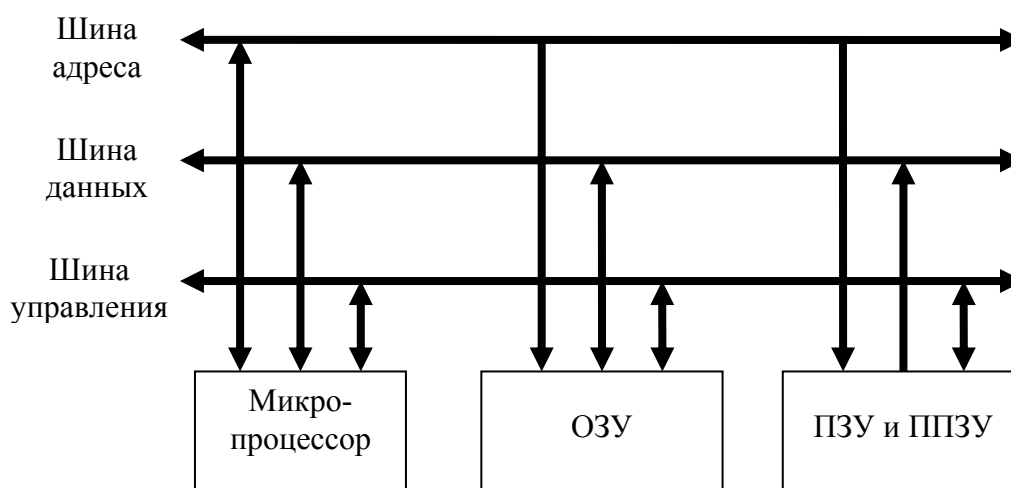 Шина
адреса
Шина
данных
Шина
управления
Микро-
процессор
ОЗУ
ПЗУ и ППЗУ